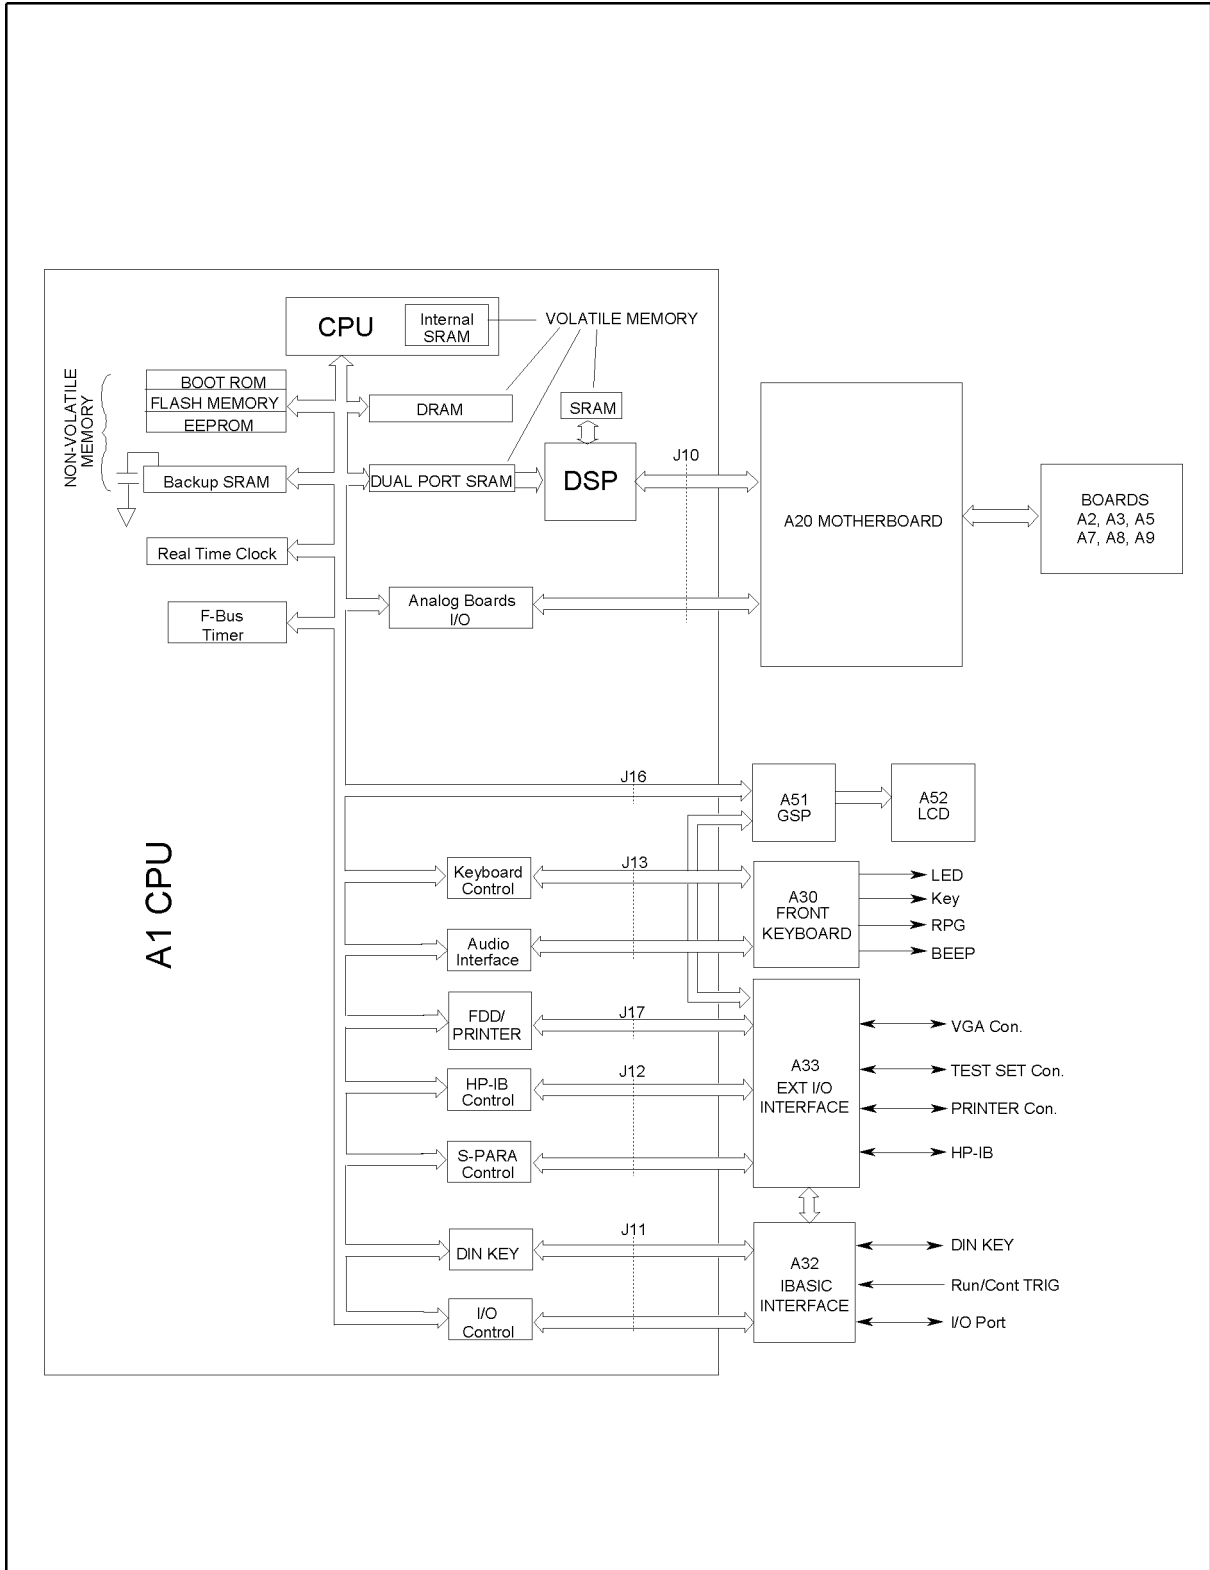 CPU
Internal
SRAM
VOLATILE MEMORY
NON-VOLATILE
MEMORY
BOOT ROM
FLASH MEMORY
EEPROM
DRAM
SRAM
Backup SRAM
DUAL PORT SRAM
DSP
J10
A20 MOTHERBOARD
BOARDS
A2, A3, A5
A7, A8, A9
Real Time Clock
F-Bus
Timer
Analog Boards
I/O
J16
A51
GSP
A52
LCD
A1 CPU
Keyboard
Control
J13
A30
FRONT
KEYBOARD
LED
Key
RPG
BEEP
Audio
Interface
FDD/
PRINTER
J17
HP-IB
Control
J12
S-PARA
Control
A33
EXT I/O
INTERFACE
VGA Con.
TEST SET Con.
PRINTER Con.
HP-IB
DIN KEY
J11
I/O
Control
A32
IBASIC
INTERFACE
DIN KEY
Run/Cont TRIG
I/O Port